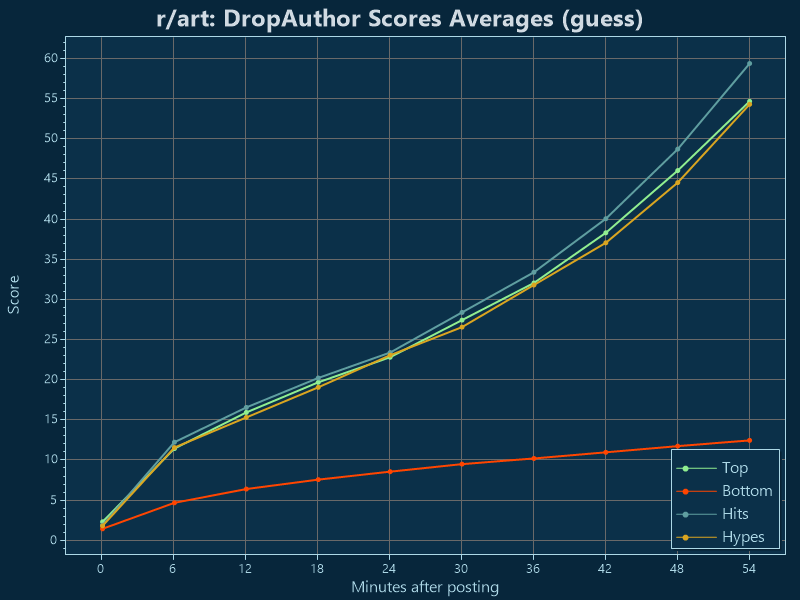 r/art: DropAuthor Scores Averages (guess)
60
55
50
45
40
35
30
25
20
15
10
5
0
Score
Top
Bottom
Hits
Hypes
0 6 12 18 24 30 36 42 48 54
Minutes after posting